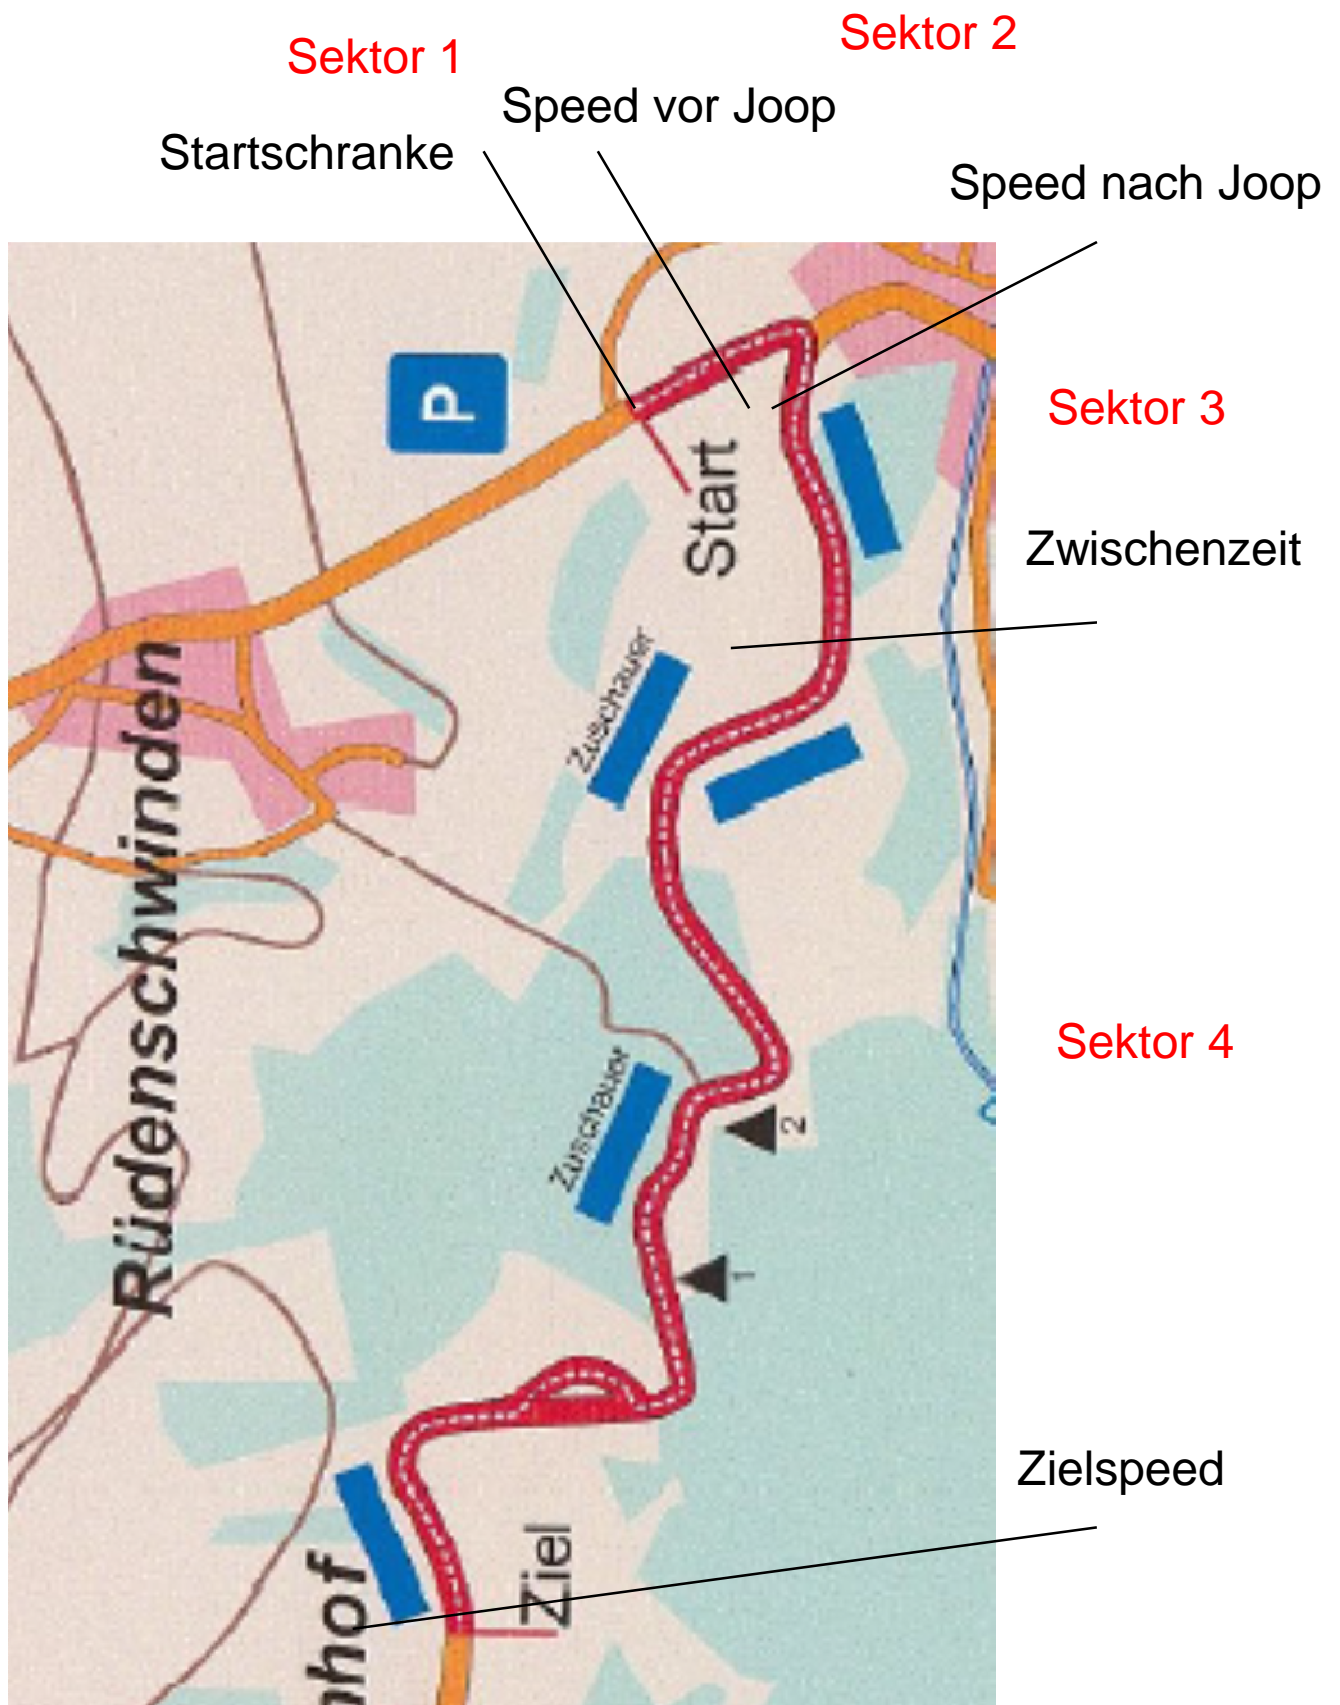 Sektor 1
Sektor 2
Speed vor Joop
Startschranke
Speed nach Joop
P
Sektor 3
Start
Zwischenzeit
Zuschauer
Rüdenschwinden
Sektor 4
Zuschauer
2
1
Zielspeed
Ziel
nhof